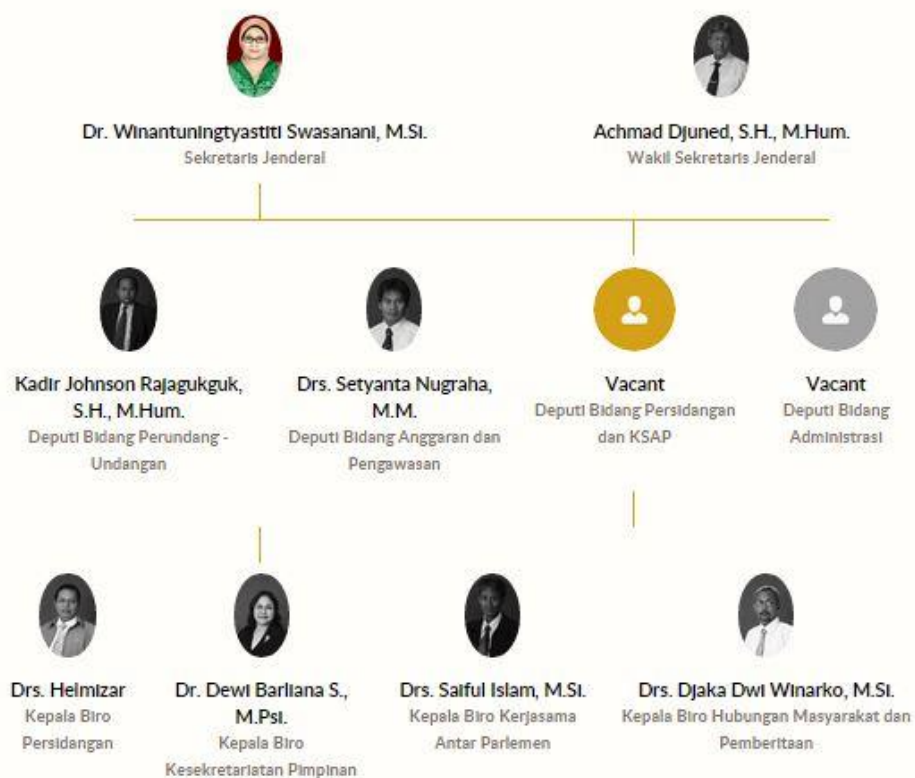 Dr. Winantuningtyastiti Swasanani, M.Si.
Sekretaris Jenderal
Achmad Djuned, S.H., M.Hum.
Wakil Sekretaris Jenderal
Kadir Johnson Rajagukguk,
S.H., M.Hum.
Deputi Bidang Perundang -
Undangan
Drs. Setyanta Nugraha,
M.M.
Deputi Bidang Anggaran dan
Pengawasan
Vacant
Deputi Bidang Persidangan
dan KSAP
Vacant
Deputi Bidang
Administrasi
Drs. Helmizar
Kepala Biro
Persidangan
Dr. Dewi Barliana S.,
M.Psi.
Kepala Biro
Kesekretariatan Pimpinan
Drs. Saiful Islam, M.Si.
Kepala Biro Kerjasama
Antar Parlemen
Drs. Djaka Dwi Winarko, M.Si.
Kepala Biro Hubungan Masyarakat dan
Pemberitaan